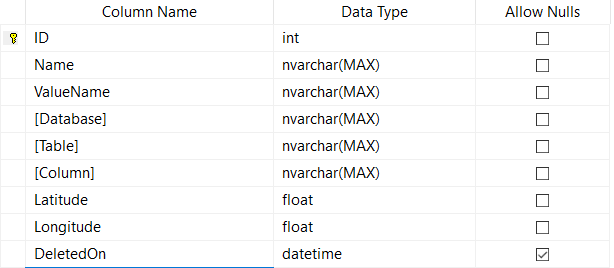 Column Name Data Type Allow Nulls
ID int
Name nvarchar(MAX)
ValueName nvarchar(MAX)
[Database] nvarchar(MAX)
[Table] nvarchar(MAX)
[Column] nvarchar(MAX)
Latitude float
Longitude float
DeletedOn datetime